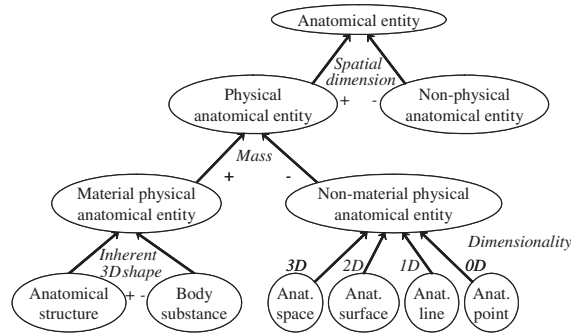 Anatomical entity
Spatial
dimension
Physical
anatomical entity
+ -
Non-physical
anatomical entity
Mass
+ -
Material physical
anatomical entity
Non-material physical
anatomical entity
Inherent
3D shape
Dimensionality
3D 2D 1D 0D
Anatomical
structure
+ -
Body
substance
Anat.
space
Anat.
surface
Anat.
line
Anat.
point